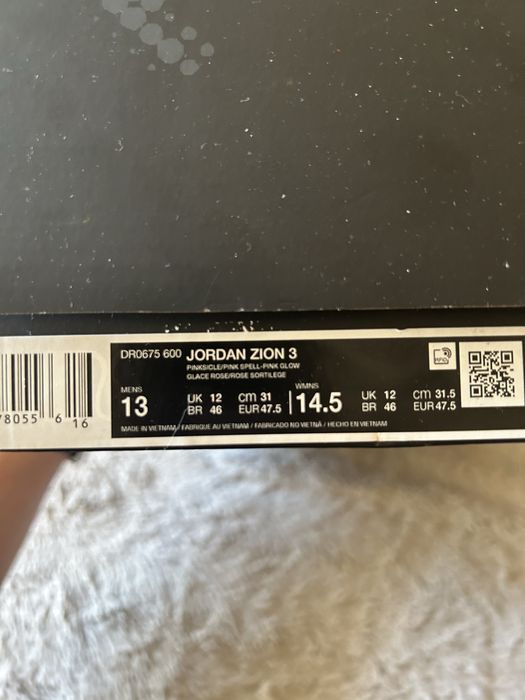 DR0675 600 JORDAN ZION 3
PINKSICLE/PINK SPELL-PINK GLOW
GLACE ROSE/ROSE SORTILEGE
MENS
13
UK 12 CM 31
BR 46 EUR 47.5
WMNS
14.5
UK 12 CM 31.5
BR 46 EUR 47.5
MADE IN VIETNAM / FABRIQUE AU VIETNAM / FABRICADO NO VIETNÃ / HECHO EN VIETNAM
78055 6
16